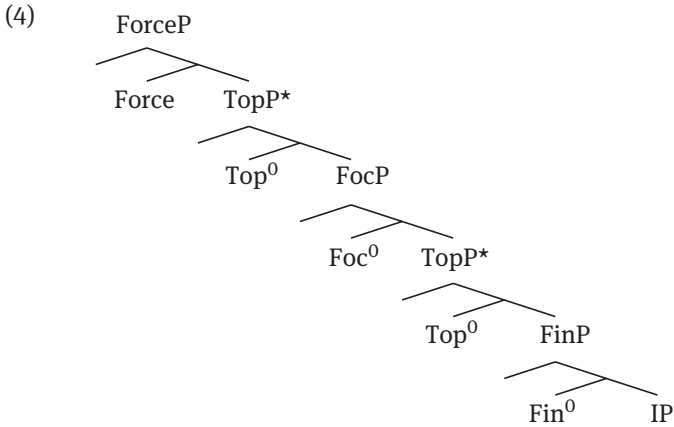 (4)
ForceP
Force TopP*
Top⁰ FocP
Foc⁰ TopP*
Top⁰ FinP
Fin⁰ IP